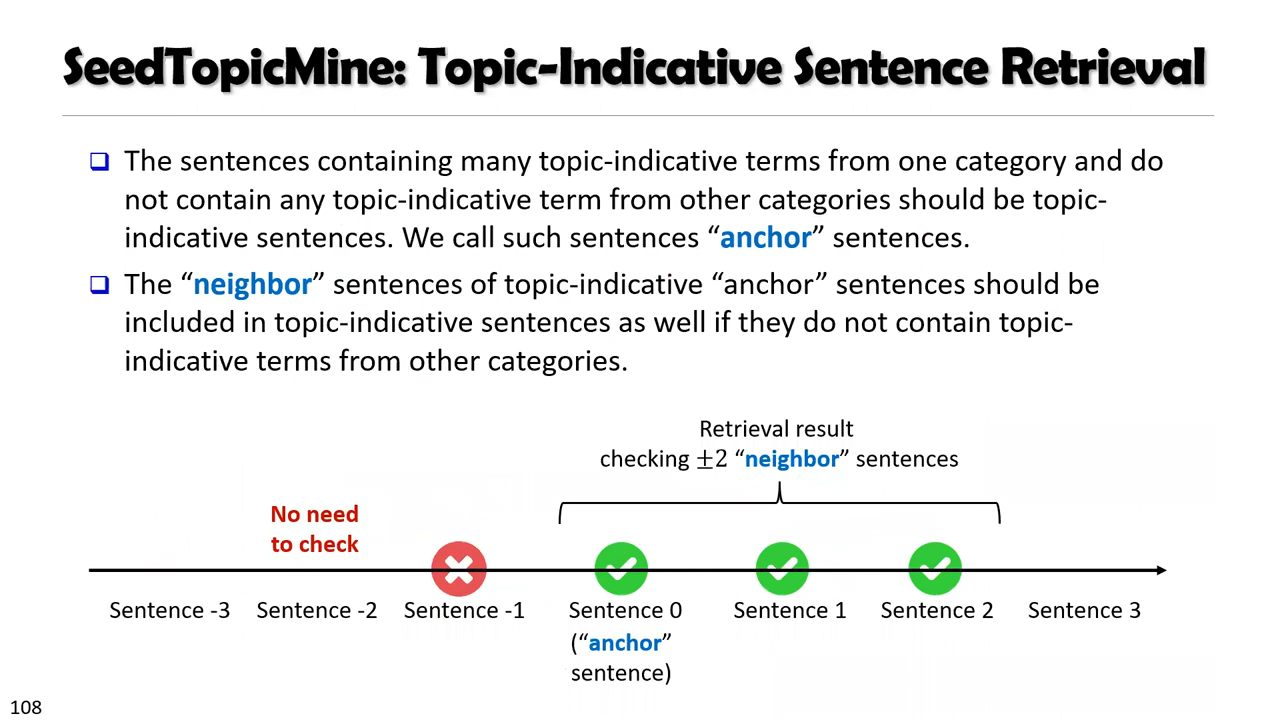 SeedTopicMine: Topic-Indicative Sentence Retrieval
The sentences containing many topic-indicative terms from one category and do
not contain any topic-indicative term from other categories should be topic-
indicative sentences. We call such sentences “anchor” sentences.
The “neighbor” sentences of topic-indicative “anchor” sentences should be
included in topic-indicative sentences as well if they do not contain topic-
indicative terms from other categories.
Retrieval result
checking ±2 “neighbor” sentences
No need
to check
Sentence -3 Sentence -2 Sentence -1 Sentence 0 Sentence 1 Sentence 2 Sentence 3
(“anchor”
sentence)
108